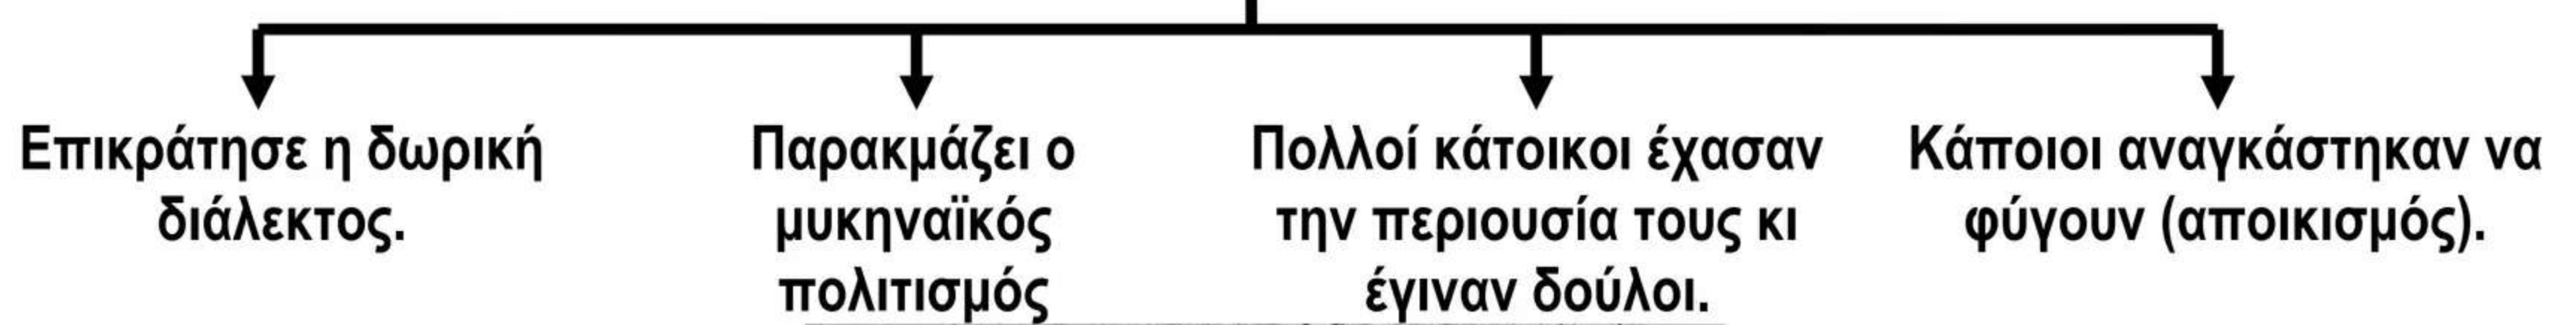 Επικράτησε η δωρική
διάλεκτος.
Παρακμάζει ο
μυκηναϊκός
πολιτισμός
Πολλοί κάτοικοι έχασαν
την περιουσία τους κι
έγιναν δούλοι.
Κάποιοι αναγκάστηκαν να
φύγουν (αποικισμός).